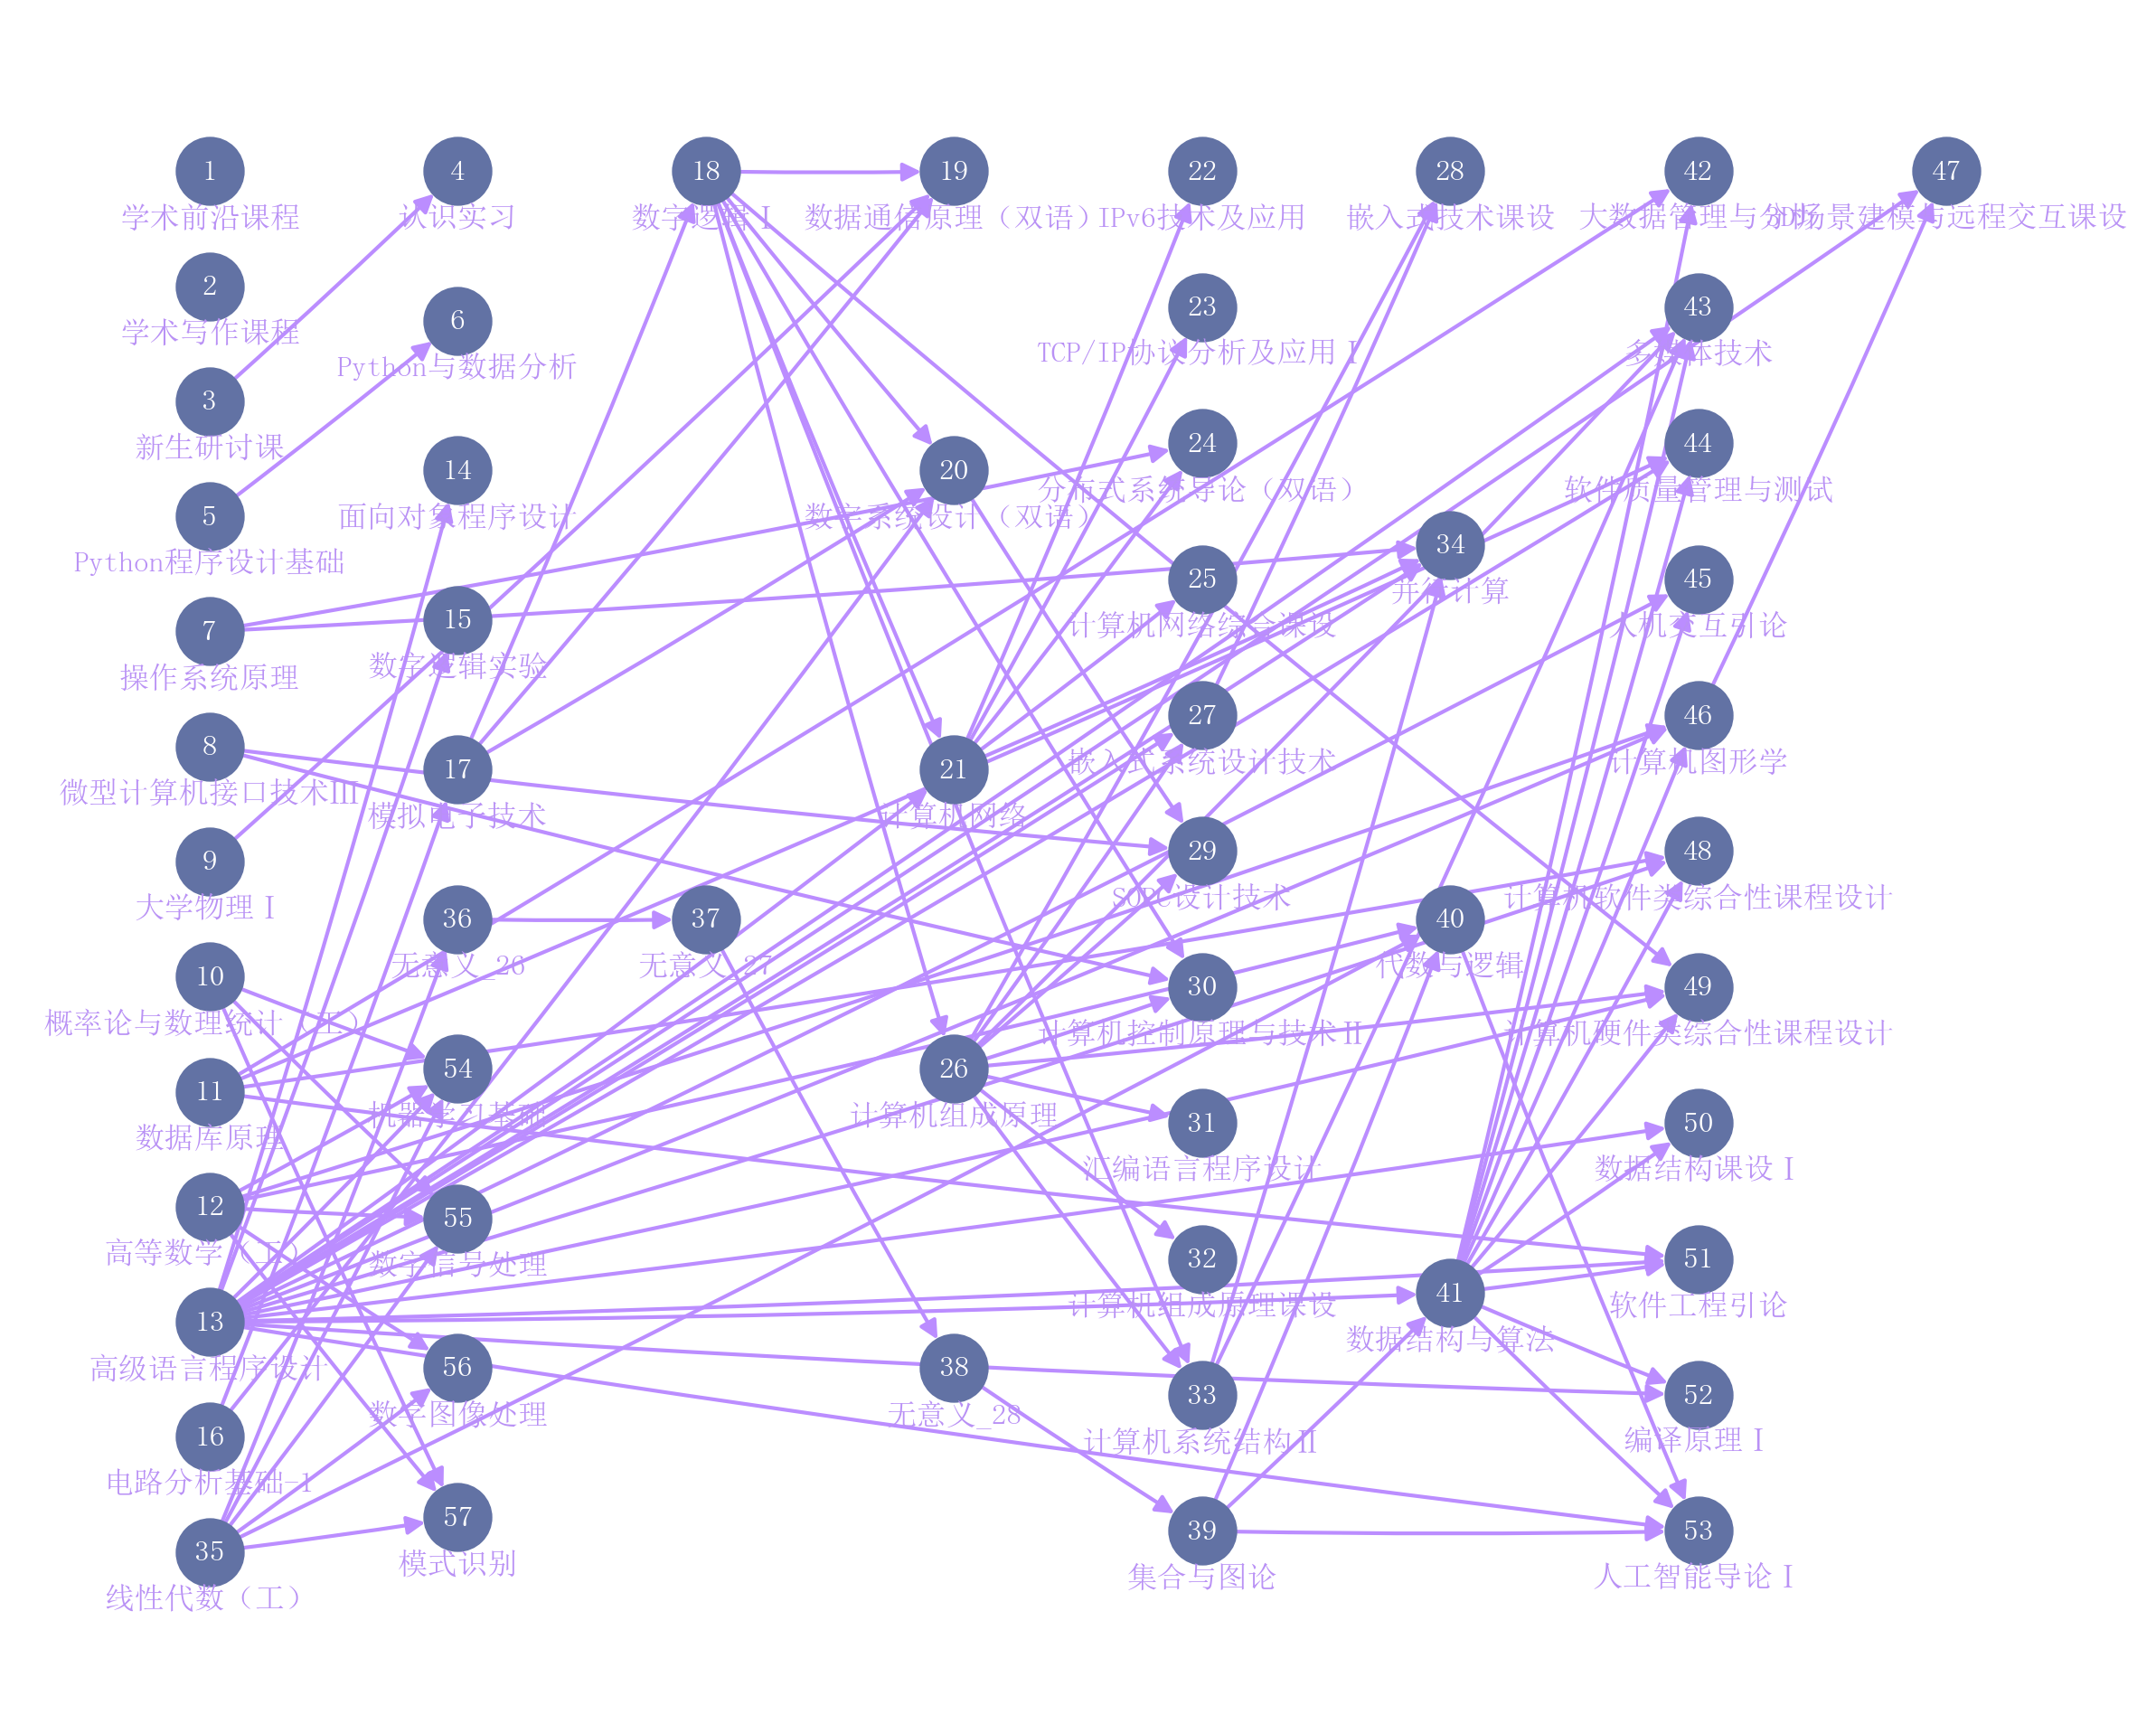 1
学术前沿课程
2
学术写作课程
3
新生研讨课
5
Python程序设计基础
7
操作系统原理
8
微型计算机接口技术Ⅲ
9
大学物理Ⅰ
10
概率论与数理统计（工）
11
数据库原理
12
高等数学（工）
13
高级语言程序设计
16
电路分析基础-1
35
线性代数（工）
4
认识实习
6
Python与数据分析
14
面向对象程序设计
15
数字逻辑实验
17
模拟电子技术
36
无意义_26
54
机器学习基础
55
数字信号处理
56
数字图像处理
57
模式识别
18
数字逻辑Ⅰ
37
无意义_27
19
数据通信原理（双语）
20
数字系统设计（双语）
21
计算机网络
26
计算机组成原理
38
无意义_28
22
IPv6技术及应用
23
TCP/IP协议分析及应用Ⅰ
24
分布式系统导论（双语）
25
计算机网络综合课设
27
嵌入式系统设计技术
29
SOPC设计技术
30
计算机控制原理与技术Ⅱ
31
汇编语言程序设计
32
计算机组成原理课设
33
计算机系统结构Ⅱ
39
集合与图论
28
嵌入式技术课设
34
并行计算
40
代数与逻辑
41
数据结构与算法
42
大数据管理与分析
43
多媒体技术
44
软件质量管理与测试
45
人机交互引论
46
计算机图形学
48
计算机软件类综合性课程设计
49
计算机硬件类综合性课程设计
50
数据结构课设Ⅰ
51
软件工程引论
52
编译原理Ⅰ
53
人工智能导论Ⅰ
47
3D场景建模与远程交互课设